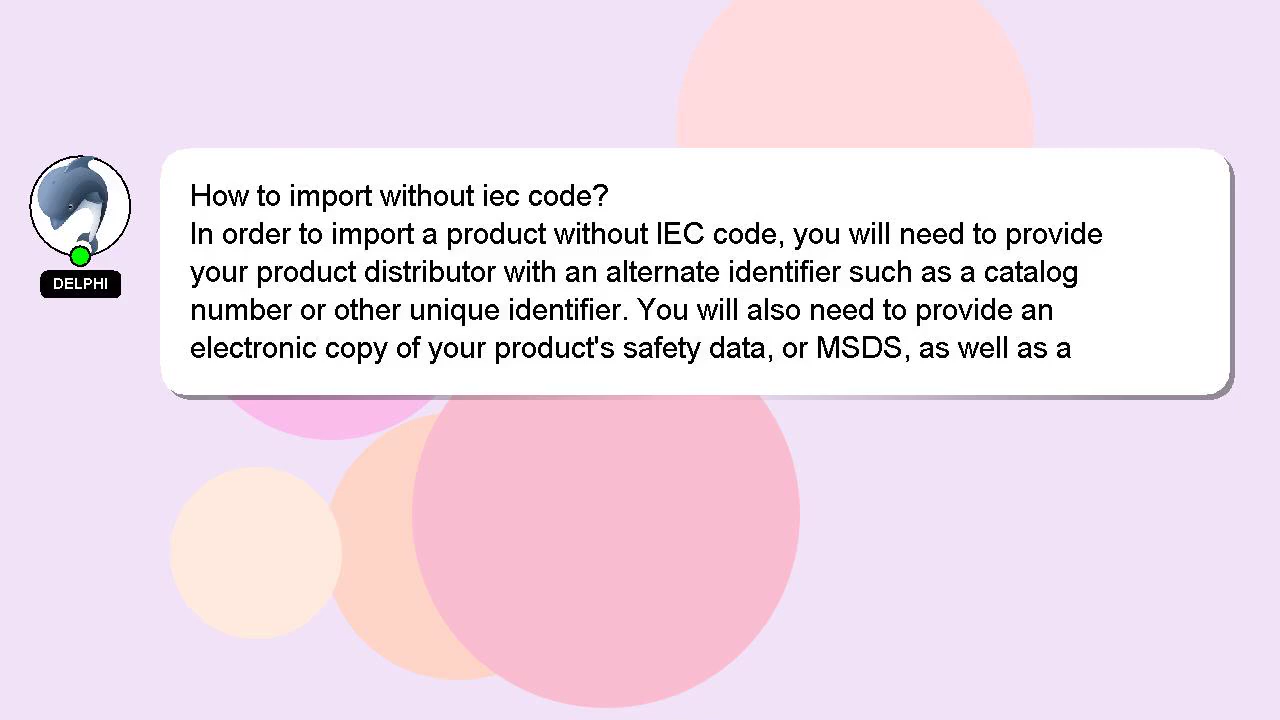 How to import without iec code?
In order to import a product without IEC code, you will need to provide
your product distributor with an alternate identifier such as a catalog
number or other unique identifier. You will also need to provide an
electronic copy of your product's safety data, or MSDS, as well as a
DELPHI